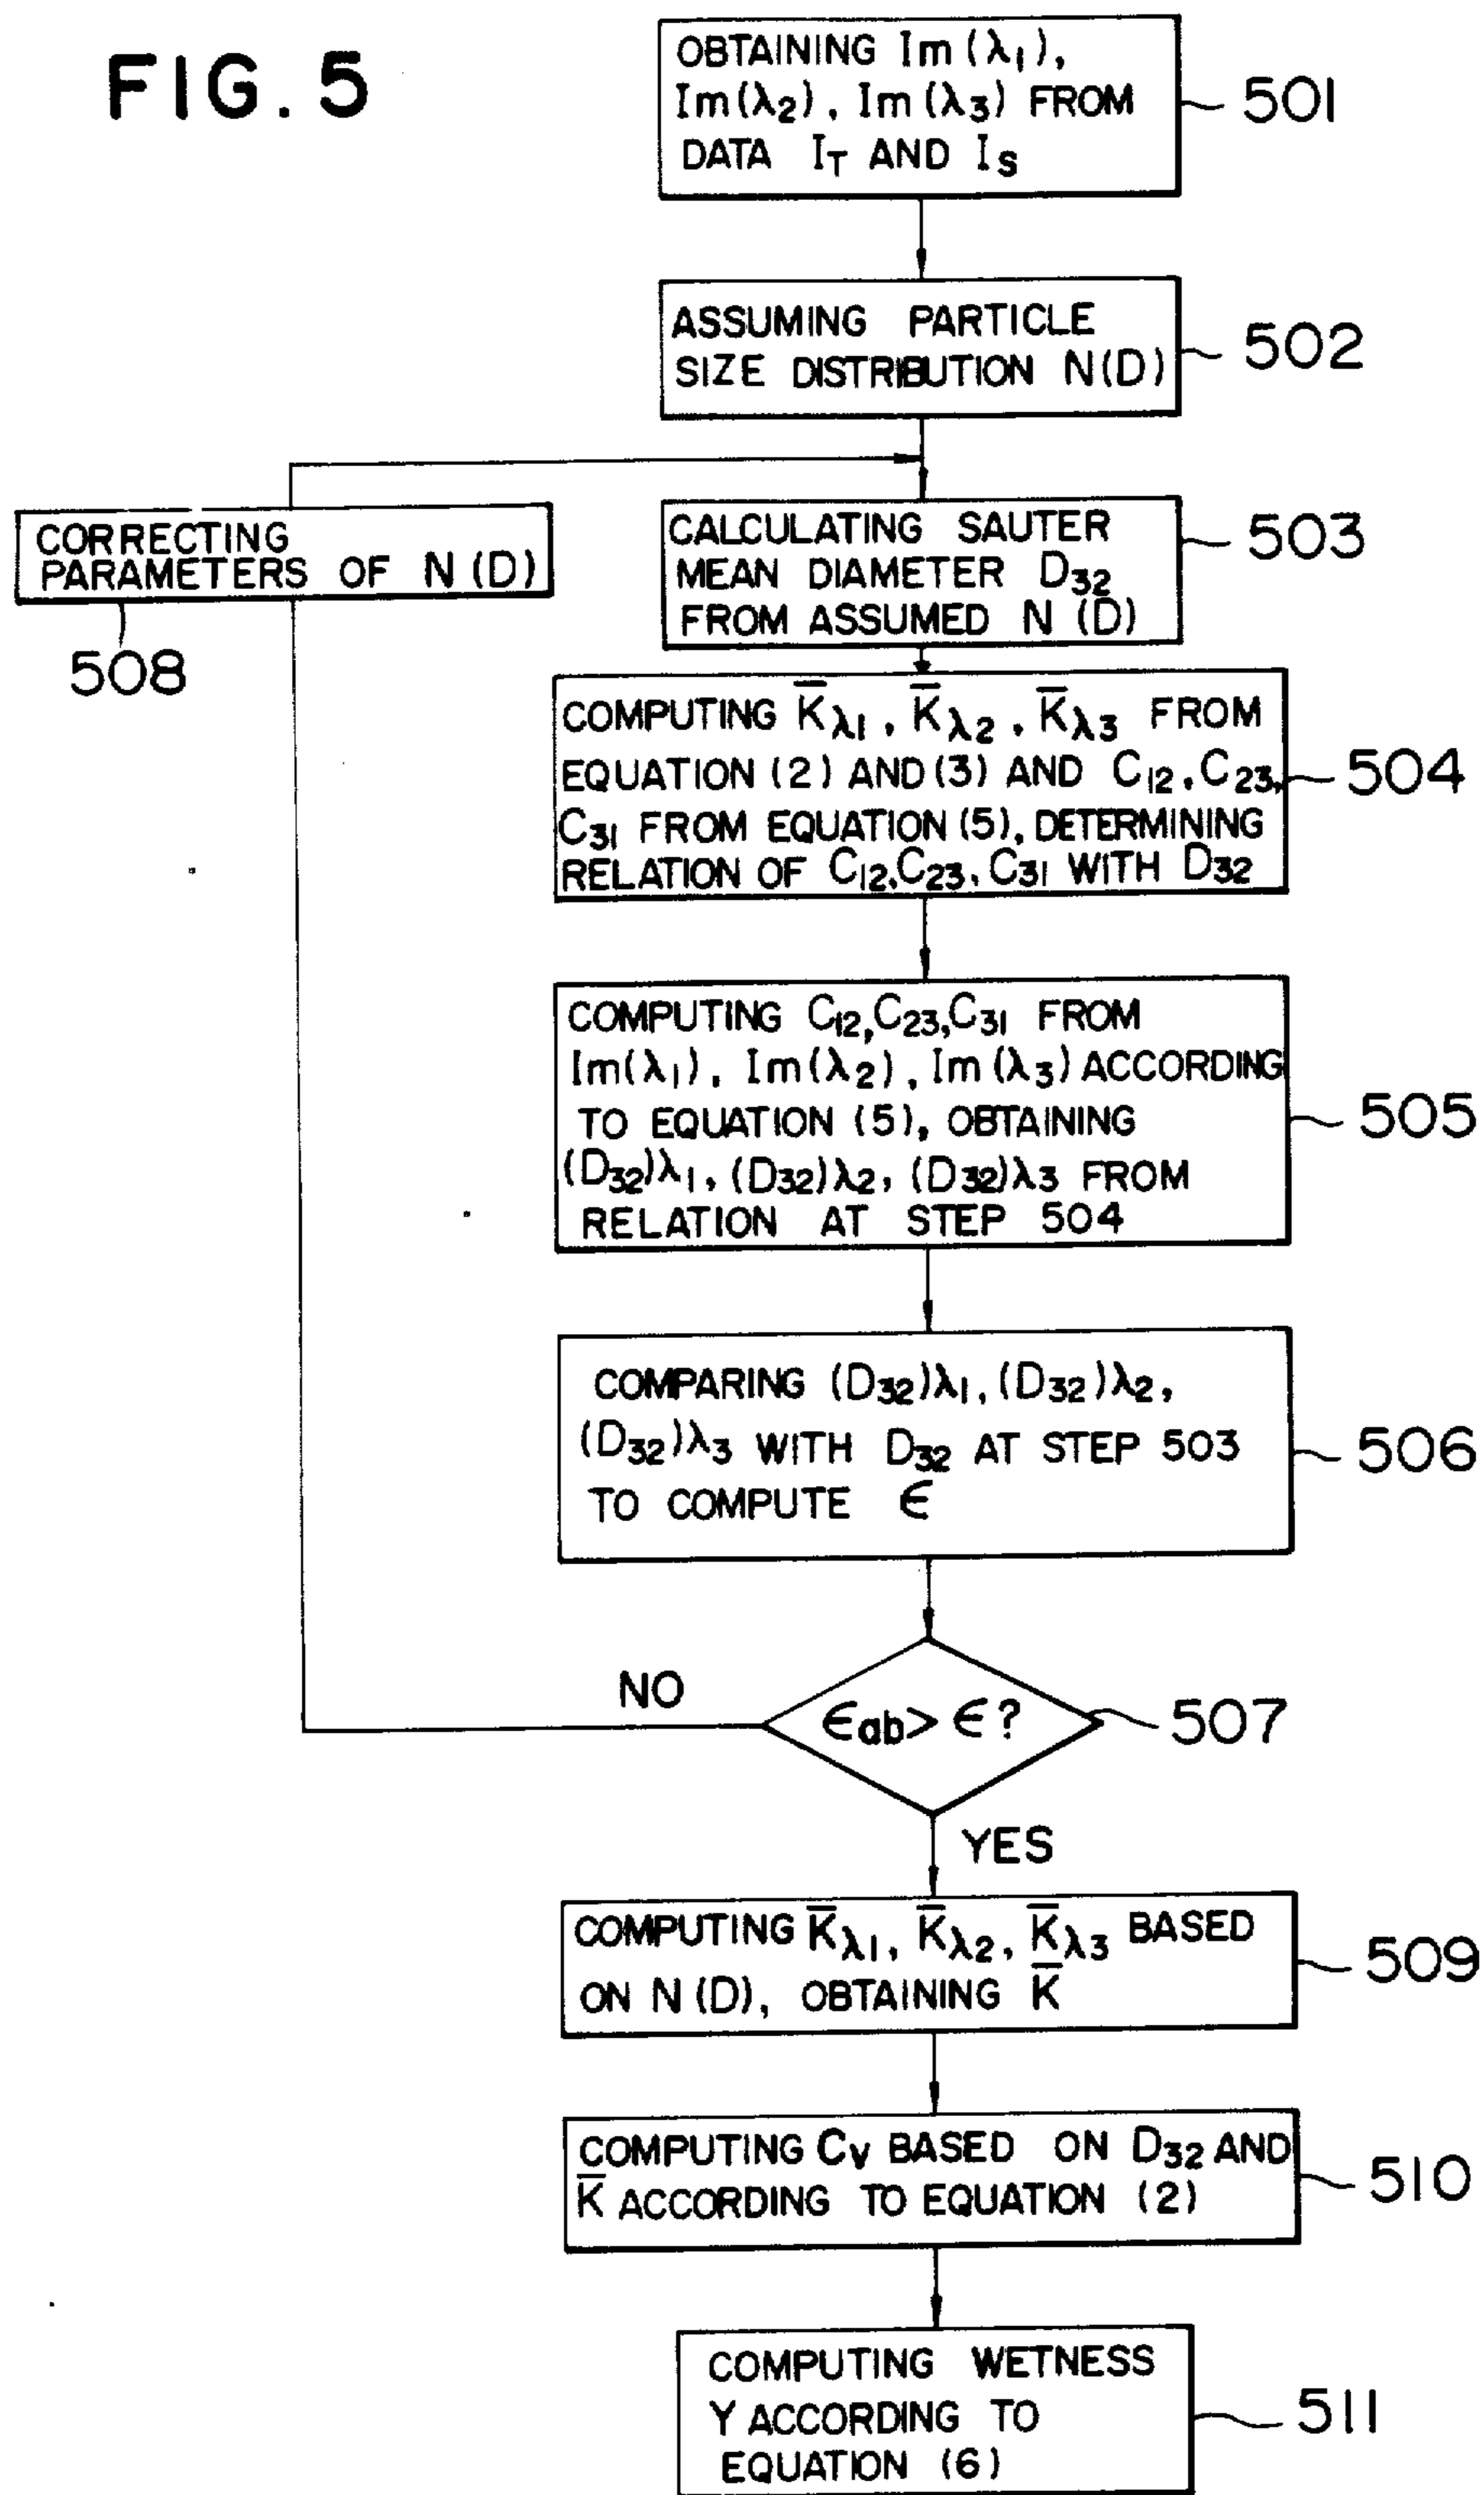 FIG. 5
OBTAINING Im (λ1),
Im(λ2), Im(λ3) FROM
DATA IT AND IS
501
ASSUMING PARTICLE
SIZE DISTRIBUTION N(D)
502
CORRECTING
PARAMETERS OF N(D)
508
CALCULATING SAUTER
MEAN DIAMETER D32
FROM ASSUMED N (D)
503
COMPUTING K̅λ1, K̅λ2, K̅λ3 FROM
EQUATION (2) AND (3) AND C12, C23,
C31 FROM EQUATION (5), DETERMINING
RELATION OF C12, C23, C31 WITH D32
504
COMPUTING C12, C23, C31 FROM
Im(λ1), Im(λ2), Im(λ3) ACCORDING
TO EQUATION (5), OBTAINING
(D32)λ1, (D32)λ2, (D32)λ3 FROM
RELATION AT STEP 504
505
COMPARING (D32)λ1, (D32)λ2,
(D32)λ3 WITH D32 AT STEP 503
TO COMPUTE ϵ
506
NO
ϵab> ϵ?
507
YES
COMPUTING K̅λ1, K̅λ2, K̅λ3 BASED
ON N(D), OBTAINING K̅
509
COMPUTING CV BASED ON D32 AND
K̅ ACCORDING TO EQUATION (2)
510
COMPUTING WETNESS
Y ACCORDING TO
EQUATION (6)
511